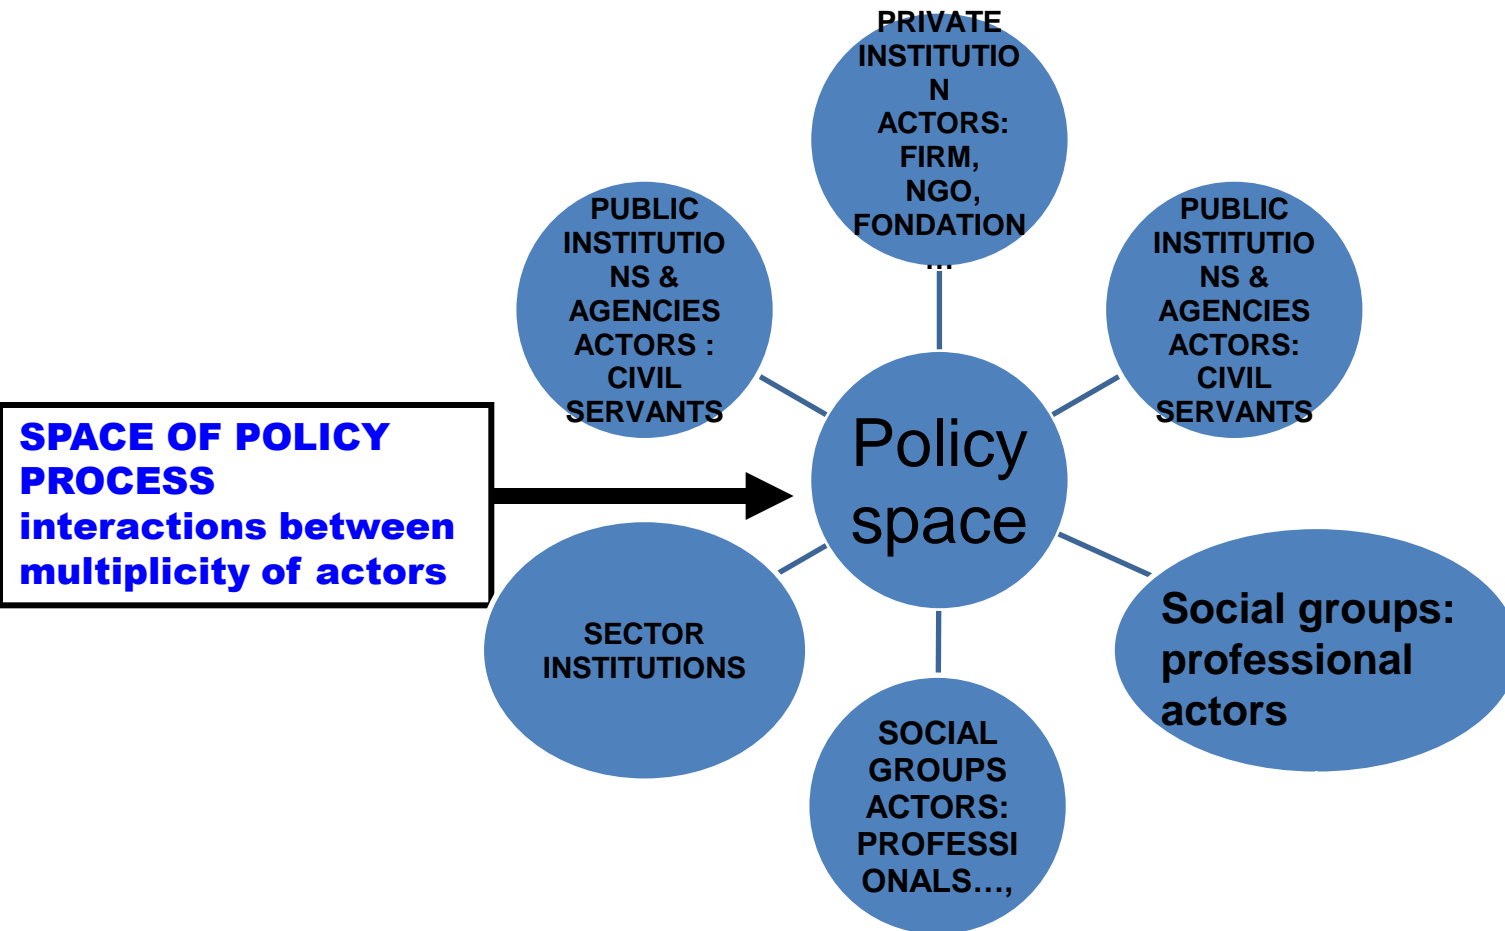 PRIVATE
INSTITUTIO
N
ACTORS:
FIRM,
NGO,
FONDATION
...
PUBLIC
INSTITUTIO
NS &
AGENCIES
ACTORS :
CIVIL
SERVANTS
PUBLIC
INSTITUTIO
NS &
AGENCIES
ACTORS:
CIVIL
SERVANTS
SPACE OF POLICY
PROCESS
interactions between
multiplicity of actors
Policy
space
SECTOR
INSTITUTIONS
Social groups:
professional
actors
SOCIAL
GROUPS
ACTORS:
PROFESSI
ONALS...,